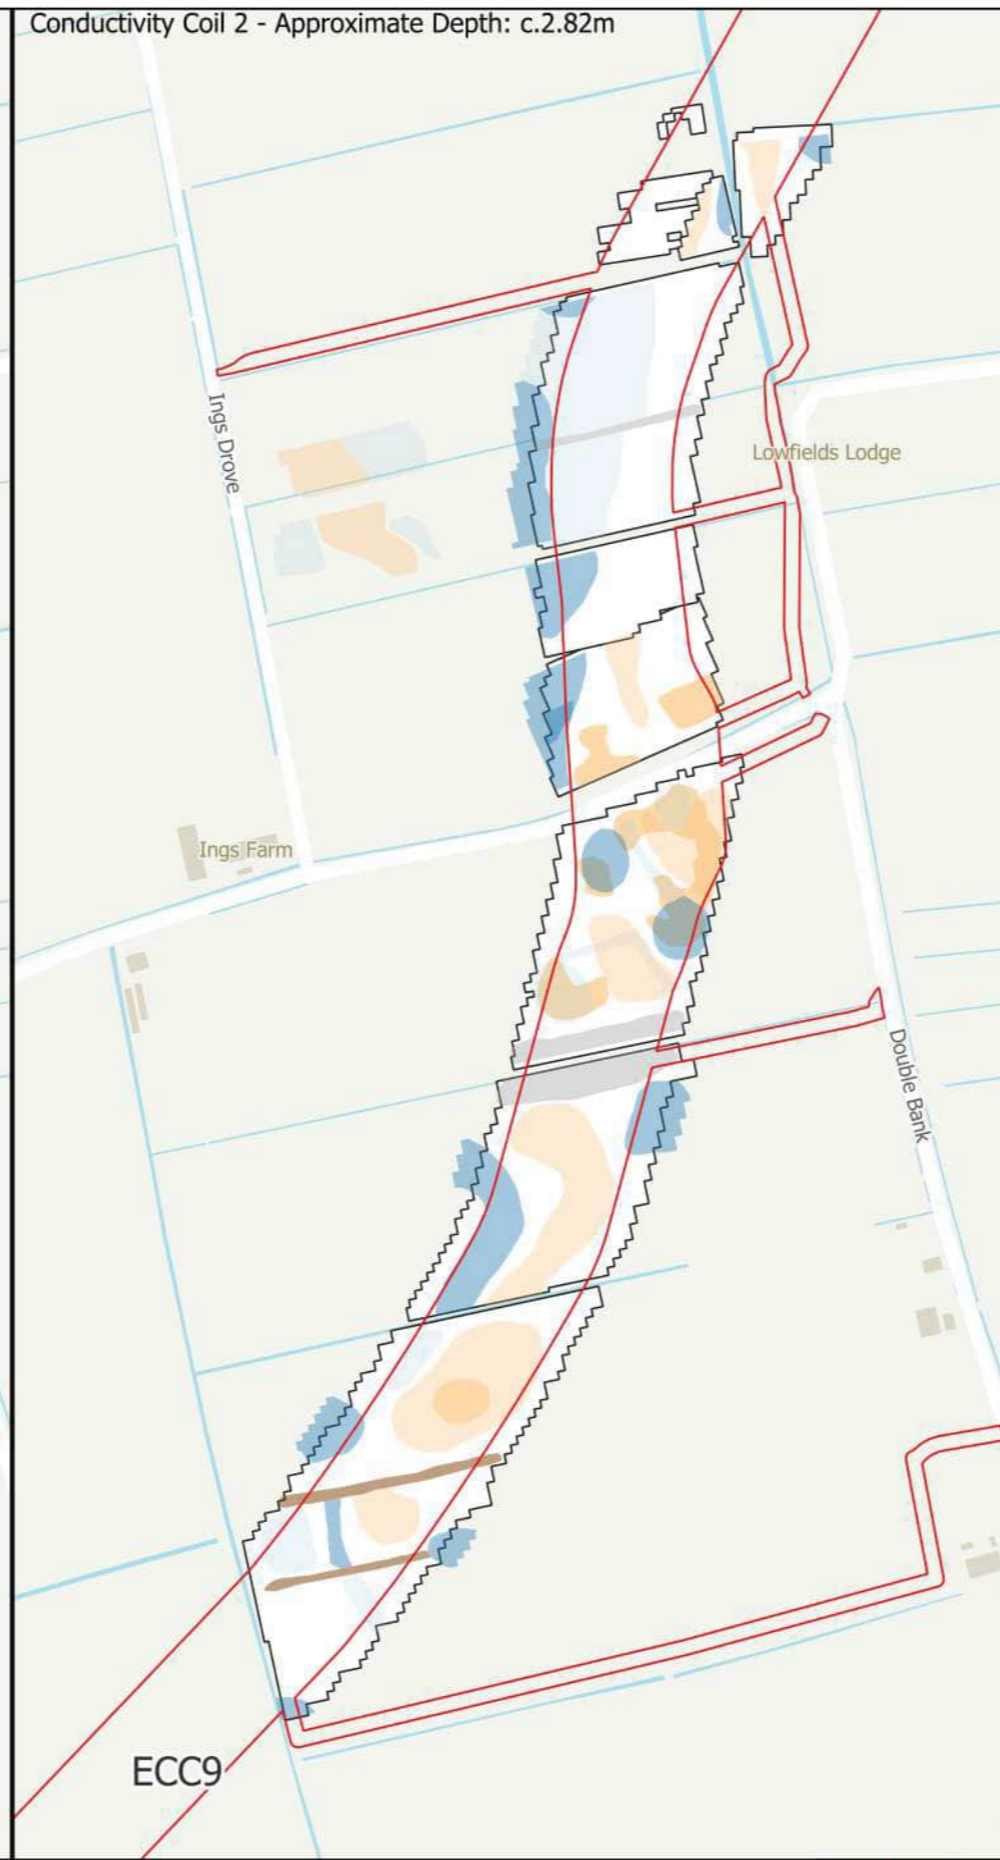 Conductivity Coil 2 - Approximate Depth: c.2.82m
Ings Drove
Lowfields Lodge
Ings Farm
Double Bank
ECC9